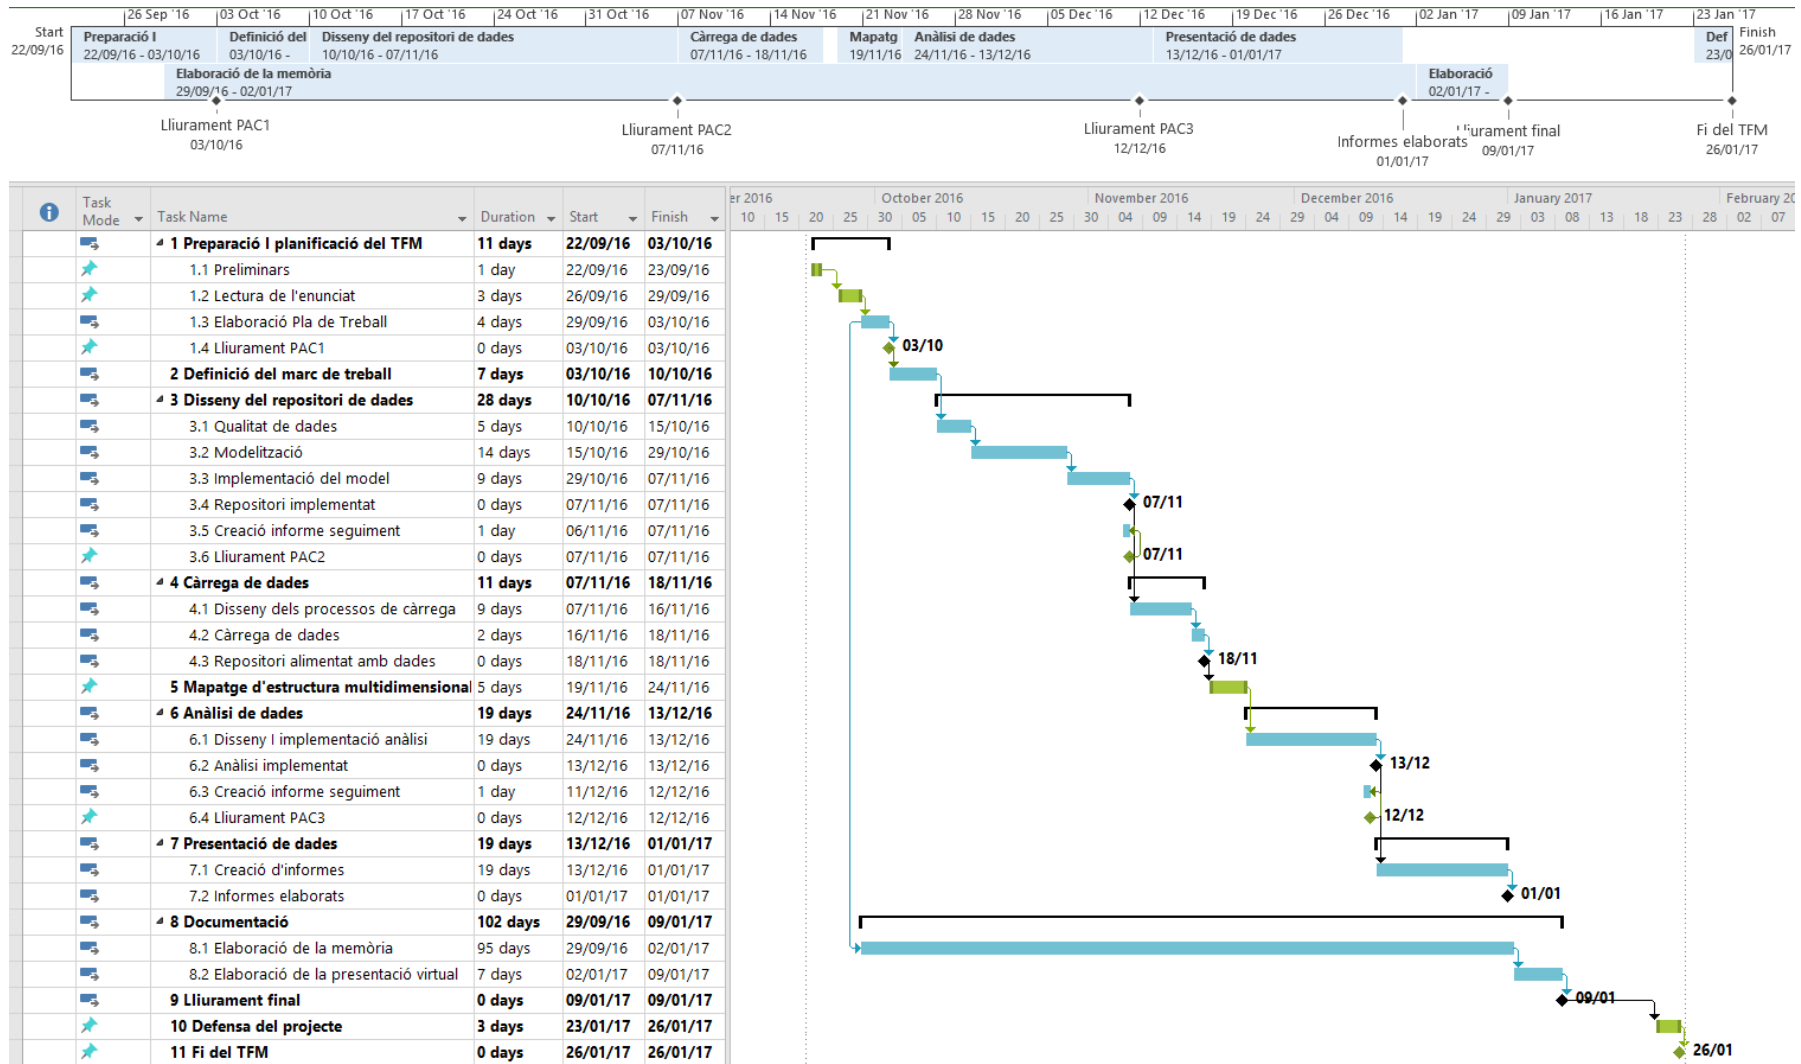 26 Sep '16 03 Oct '16 10 Oct '16 17 Oct '16 24 Oct '16 31 Oct '16 07 Nov '16 14 Nov '16 21 Nov '16 28 Nov '16 05 Dec '16 12 Dec '16 19 Dec '16 26 Dec '16 02 Jan '17 09 Jan '17 16 Jan '17 23 Jan '17
Start
22/09/16
Preparació I
22/09/16 - 03/10/16
Definició del
03/10/16 -
Disseny del repositori de dades
10/10/16 - 07/11/16
Càrrega de dades
07/11/16 - 18/11/16
Mapatg
19/11/16
Anàlisi de dades
24/11/16 - 13/12/16
Presentació de dades
13/12/16 - 01/01/17
Def
23/0
Finish
26/01/17
Elaboració de la memòria
29/09/16 - 02/01/17
Elaboració
02/01/17 -
Lliurament PAC1
03/10/16
Lliurament PAC2
07/11/16
Lliurament PAC3
12/12/16
Informes elaborats
01/01/17
final
09/01/17
Fi del TFM
26/01/17
Task Mode Task Name Duration Start Finish
er 2016 October 2016 November 2016 December 2016 January 2017 February 20
10 15 20 25 30 05 10 15 20 25 30 04 09 14 19 24 29 04 09 14 19 24 29 03 08 13 18 23 28 02 07
1 Preparació I planificació del TFM 11 days 22/09/16 03/10/16
1.1 Preliminars 1 day 22/09/16 23/09/16
1.2 Lectura de l'enunciat 3 days 26/09/16 29/09/16
1.3 Elaboració Pla de Treball 4 days 29/09/16 03/10/16
1.4 Lliurament PAC1 0 days 03/10/16 03/10/16 03/10
2 Definició del marc de treball 7 days 03/10/16 10/10/16
3 Disseny del repositori de dades 28 days 10/10/16 07/11/16
3.1 Qualitat de dades 5 days 10/10/16 15/10/16
3.2 Modelització 14 days 15/10/16 29/10/16
3.3 Implementació del model 9 days 29/10/16 07/11/16
3.4 Repositori implementat 0 days 07/11/16 07/11/16 07/11
3.5 Creació informe seguiment 1 day 06/11/16 07/11/16
3.6 Lliurament PAC2 0 days 07/11/16 07/11/16 07/11
4 Càrrega de dades 11 days 07/11/16 18/11/16
4.1 Disseny dels processos de càrrega 9 days 07/11/16 16/11/16
4.2 Càrrega de dades 2 days 16/11/16 18/11/16
4.3 Repositori alimentat amb dades 0 days 18/11/16 18/11/16 18/11
5 Mapatge d'estructura multidimensional 5 days 19/11/16 24/11/16
6 Anàlisi de dades 19 days 24/11/16 13/12/16
6.1 Disseny I implementació anàlisi 19 days 24/11/16 13/12/16
6.2 Anàlisi implementat 0 days 13/12/16 13/12/16 13/12
6.3 Creació informe seguiment 1 day 11/12/16 12/12/16
6.4 Lliurament PAC3 0 days 12/12/16 12/12/16 12/12
7 Presentació de dades 19 days 13/12/16 01/01/17
7.1 Creació d'informes 19 days 13/12/16 01/01/17
7.2 Informes elaborats 0 days 01/01/17 01/01/17 01/01
8 Documentació 102 days 29/09/16 09/01/17
8.1 Elaboració de la memòria 95 days 29/09/16 02/01/17
8.2 Elaboració de la presentació virtual 7 days 02/01/17 09/01/17
9 Lliurament final 0 days 09/01/17 09/01/17 09/01
10 Defensa del projecte 3 days 23/01/17 26/01/17
11 Fi del TFM 0 days 26/01/17 26/01/17 26/01